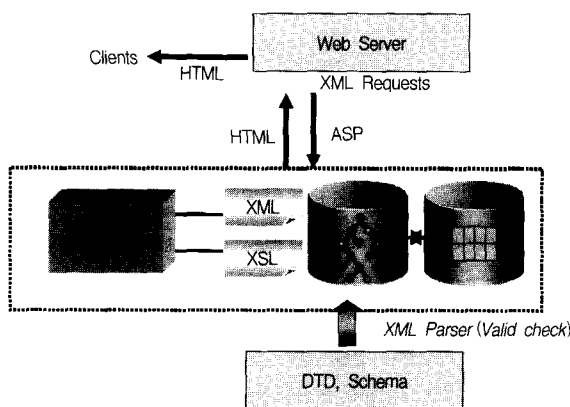 Web Server
Clients
HTML
XML Requests
HTML
ASP
XML
XSL
XML Parser (Valid check)
DTD, Schema